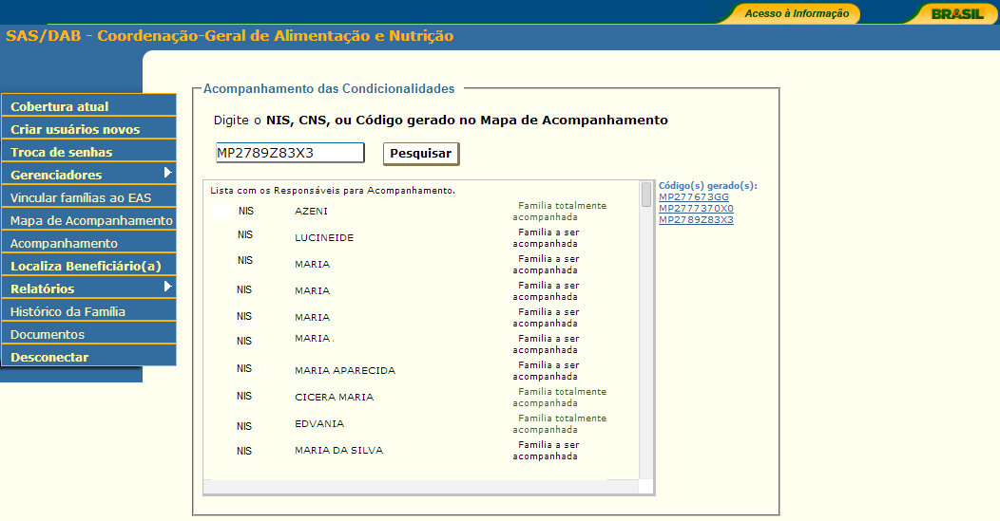 Acesso à Informação
BRASIL
SAS/DAB - Coordenação-Geral de Alimentação e Nutrição
Cobertura atual
Criar usuários novos
Troca de senhas
Gerenciadores
Vincular famílias ao EAS
Mapa de Acompanhamento
Acompanhamento
Localiza Beneficiário(a)
Relatórios
Histórico da Família
Documentos
Desconectar
Acompanhamento das Condicionalidades
Digite o NIS, CNS, ou Código gerado no Mapa de Acompanhamento
MP2789Z83X3
Pesquisar
Lista com os Responsáveis para Acompanhamento.
NIS AZENI Familia totalmente
acompanhada
NIS LUCINEIDE Familia a ser
acompanhada
NIS MARIA Familia a ser
acompanhada
NIS MARIA Familia a ser
acompanhada
NIS MARIA Familia a ser
acompanhada
NIS MARIA . Familia a ser
acompanhada
NIS MARIA APARECIDA Familia a ser
acompanhada
NIS CICERA MARIA Familia totalmente
acompanhada
NIS EDVANIA Familia totalmente
acompanhada
NIS MARIA DA SILVA Familia a ser
acompanhada
Código(s) gerado(s):
MP277673GG
MP2777370X0
MP2789Z83X3